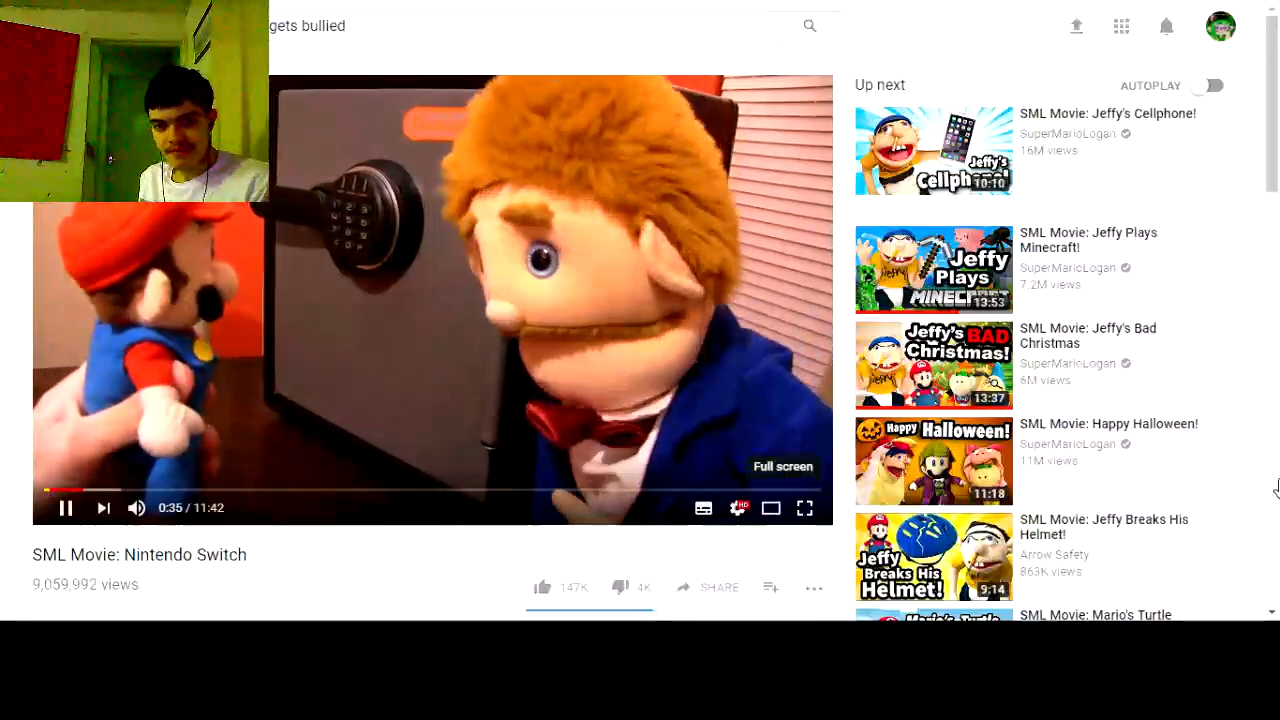 gets bullied
Up next
AUTOPLAY
Jeffy's
Cellphone!
10:10
SML Movie: Jeffy's Cellphone!
SuperMarioLogan
16M views
Jeffy
Plays
MINECRAFT
13:53
SML Movie: Jeffy Plays
Minecraft!
SuperMarioLogan
7.2M views
Jeffy's BAD
Christmas!
13:37
SML Movie: Jeffy's Bad
Christmas
SuperMarioLogan
6M views
Happy Halloween!
11:18
SML Movie: Happy Halloween!
SuperMarioLogan
11M views
Jeffy
Breaks His
Helmet!
9:14
SML Movie: Jeffy Breaks His
Helmet!
Arrow Safety
863K views
Mario's Turtle
SML Movie: Mario's Turtle
Full screen
0:35 / 11:42
HD
SML Movie: Nintendo Switch
9,059,992 views
147K
4K
SHARE